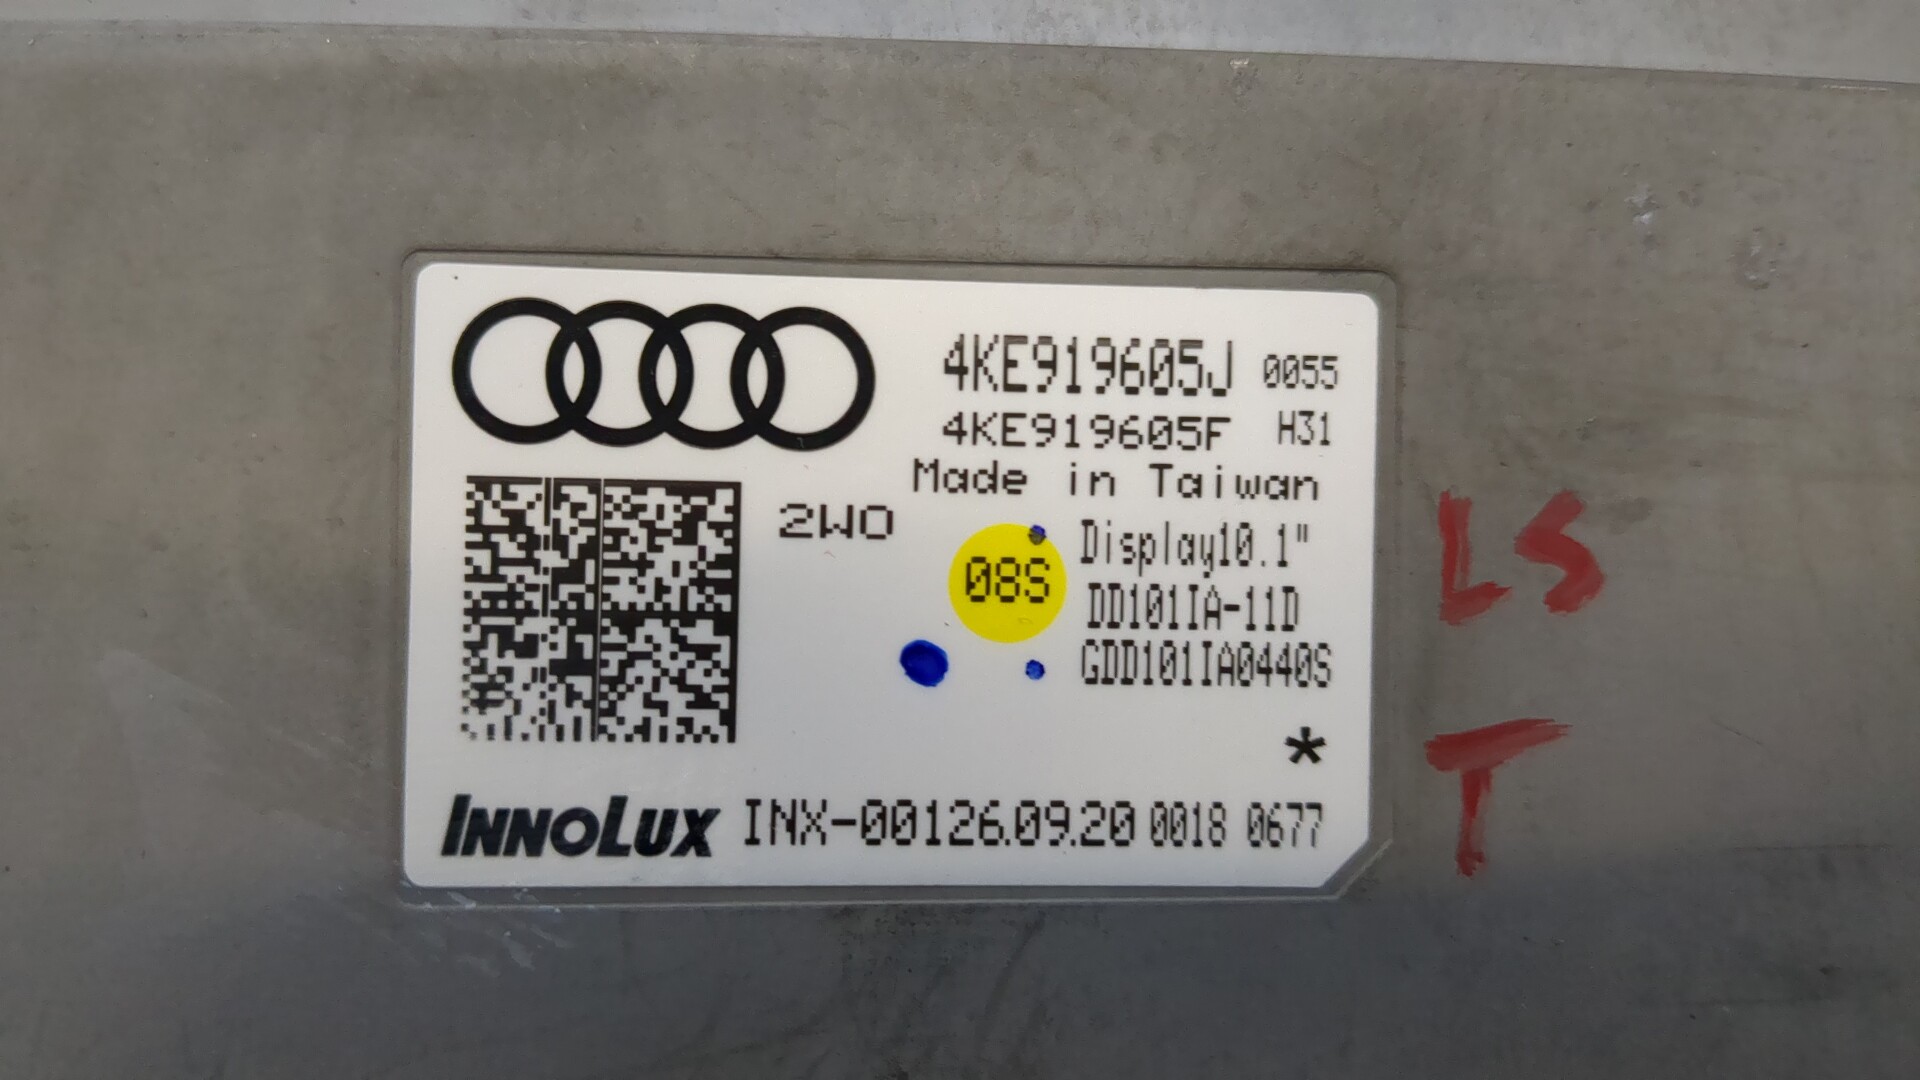 4KE919605J 0055
4KE919605F H31
Made in Taiwan
2WO
08S
Display10.1"
DD101IA-11D
GDD101IA0440S
*
INNOLUX INX-00126.09.20 0018 0677
LS
T